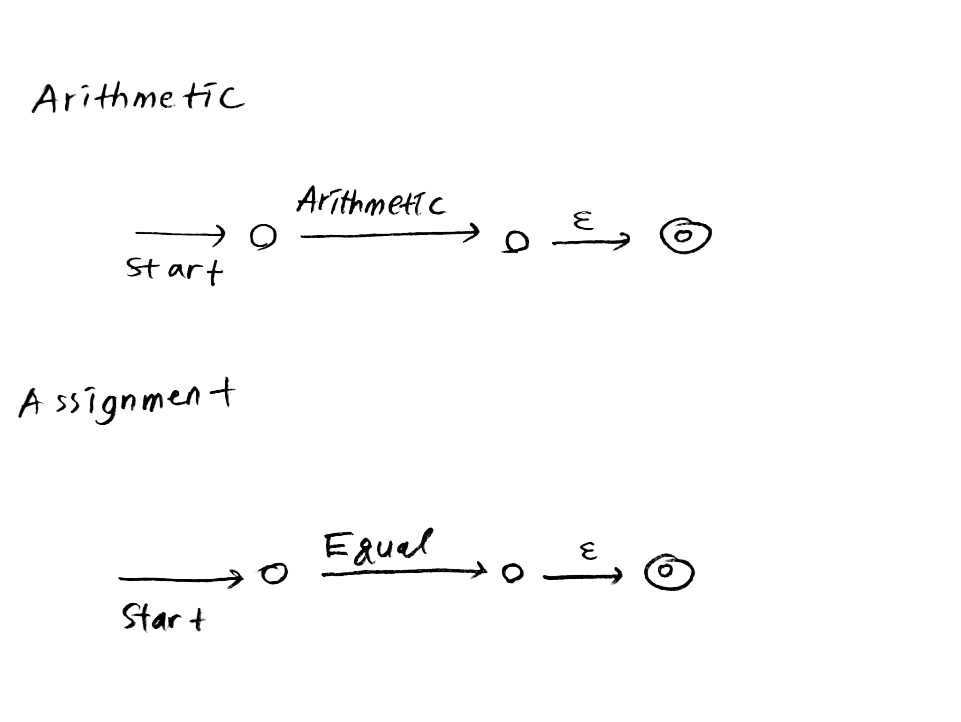 Arithmetic
Arithmetic
ε
Start
Assignment
Equal
ε
Start